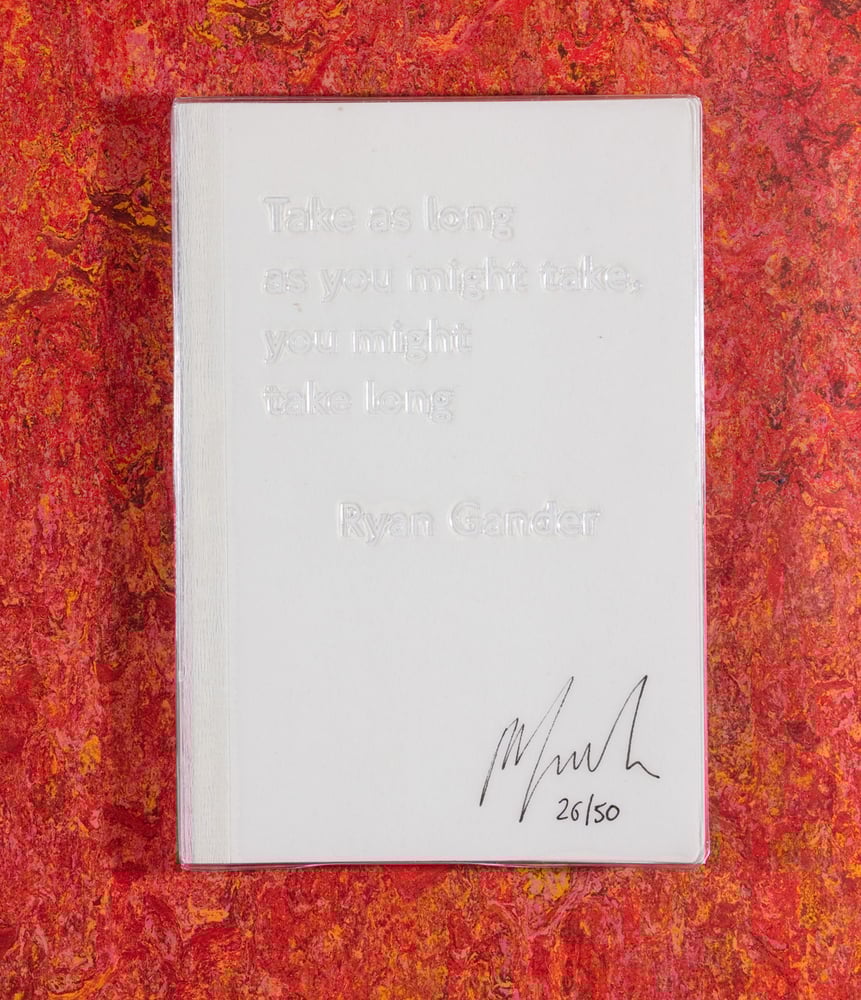 Take as long
as you might take,
you might
take long
Ryan Gander
26/50